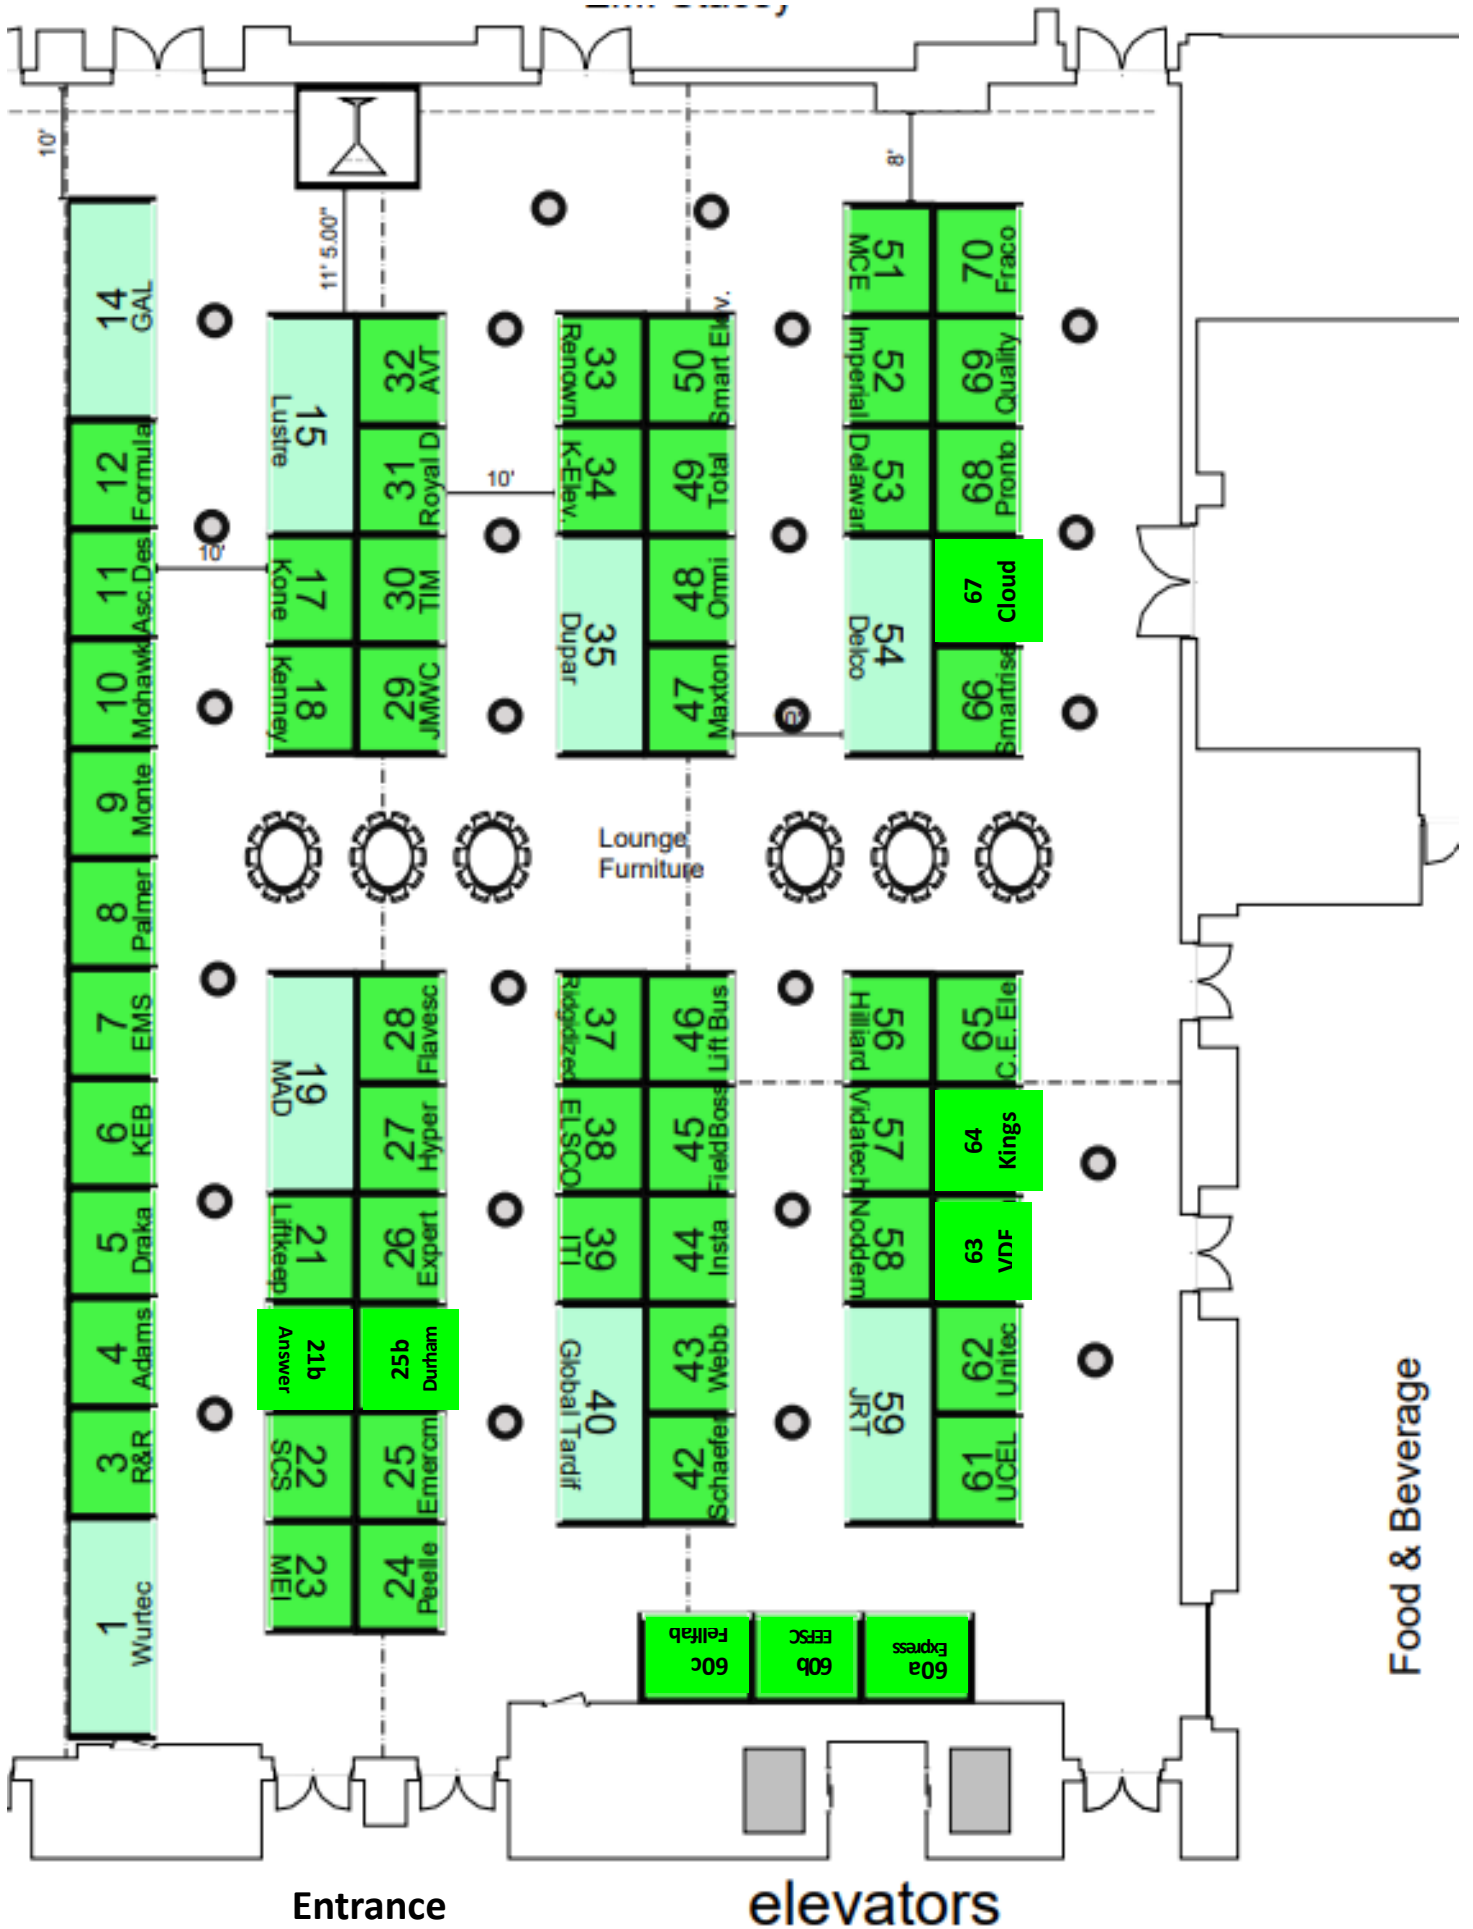 10'
8'
11' 5.00"
14
GAL
12
Formula
11
Asc.Des
10
Mohawk
9
Monte
8
Palmer
7
EMS
6
KEB
5
Draka
4
Adams
3
R&R
1
Wurtec
10'
15
Lustre
17
Kone
18
Kenney
32
AVT
31
Royal D
30
TIM
29
JMWC
10'
33
Renown
34
K-Elev.
35
Dupar
50
Smart Elev.
49
Total
48
Omni
47
Maxton
51
MCE
52
Imperial
53
Delawar
54
Delco
70
Fraco
69
Quality
68
Pronto
67
Cloud
66
Smartrise
Lounge
Furniture
19
MAD
21
Liftkeep
21b
Answer
22
SCS
23
MEI
28
Flavesc
27
Hyper
26
Expert
25b
Durham
25
Emercm
24
Peelle
37
Ridgidized
38
ELSCO
39
ITI
40
Global Tardif
46
Lift Bus
45
FieldBoss
44
Insta
43
Webb
42
Schaefer
56
Hilliard
57
Vidatech
58
Noddem
59
JRT
65
C.E. Ele
64
Kings
63
VDF
62
Unitec
61
UCEL
60c
Fellfab
60b
EEFSC
60a
Express
Food & Beverage
Entrance
elevators